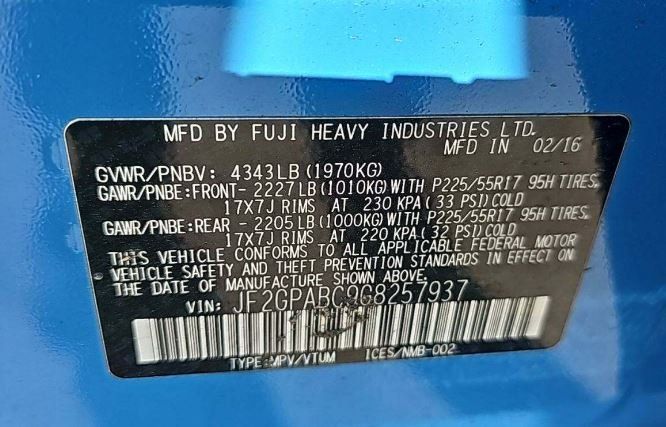 MFD BY FUJI HEAVY INDUSTRIES LTD.
MFD IN 02/16
GVWR/PNBV: 4343LB (1970KG)
GAWR/PNBE:FRONT- 2227LB (1010KG) WITH P225/55R17 95H TIRES,
17X7J RIMS AT 230 KPA (33 PSI) COLD
GAWR/PNBE:REAR - 2205LB (1000KG) WITH P225/55R17 95H TIRES,
17X7J RIMS AT 220 KPA (32 PSI) COLD
THIS VEHICLE CONFORMS TO ALL APPLICABLE FEDERAL MOTOR
VEHICLE SAFETY AND THEFT PREVENTION STANDARDS IN EFFECT ON
THE DATE OF MANUFACTURE SHOWN ABOVE.
VIN: JF2GPABC9G8257937
TYPE:MPV/VTUM ICES/NMB-002